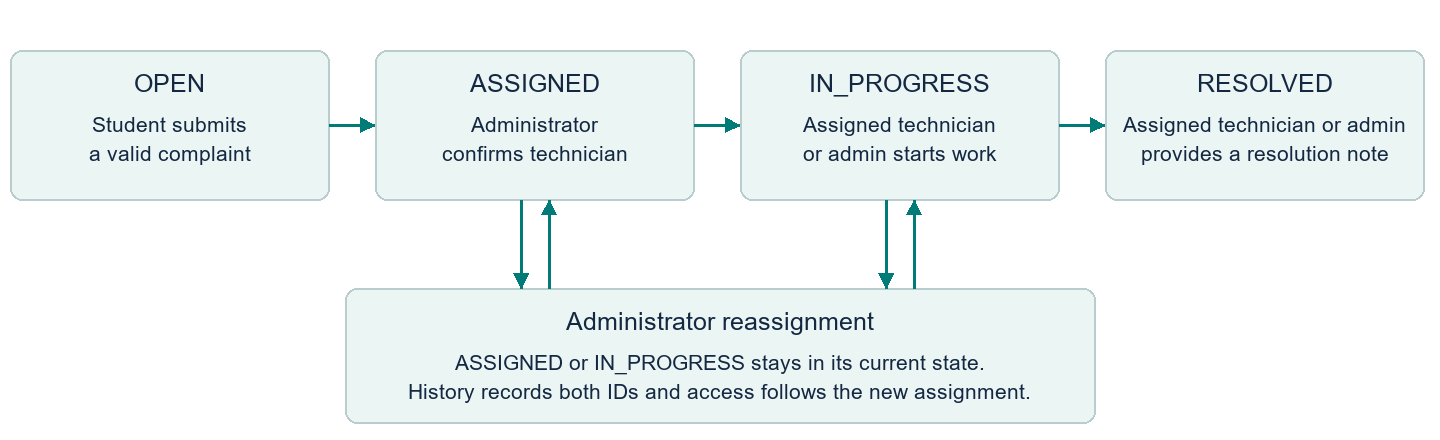 OPEN
Student submits
a valid complaint
ASSIGNED
Administrator
confirms technician
IN_PROGRESS
Assigned technician
or admin starts work
RESOLVED
Assigned technician or admin
provides a resolution note
Administrator reassignment
ASSIGNED or IN_PROGRESS stays in its current state.
History records both IDs and access follows the new assignment.